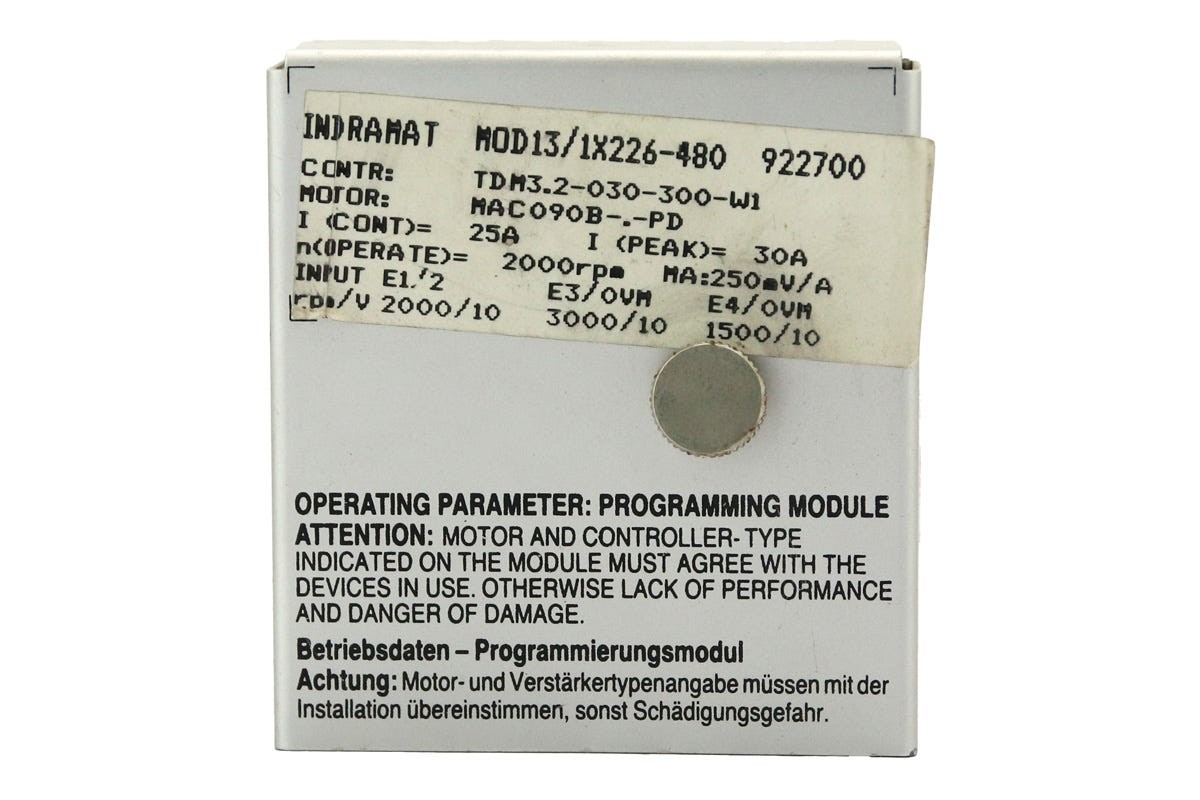 INDRAMAT MOD13/1X226-480 922700
CONTR: TDM3.2-030-300-W1
MOTOR: MAC090B-.-PD
I (CONT)= 25A I (PEAK)= 30A
n(OPERATE)= 2000rpm MA:250mV/A
INPUT E1/2 E3/0VM E4/0VM
rpm/V 2000/10 3000/10 1500/10
OPERATING PARAMETER: PROGRAMMING MODULE
ATTENTION: MOTOR AND CONTROLLER-TYPE
INDICATED ON THE MODULE MUST AGREE WITH THE
DEVICES IN USE. OTHERWISE LACK OF PERFORMANCE
AND DANGER OF DAMAGE.
Betriebsdaten – Programmierungsmodul
Achtung: Motor- und Verstärkertypenangabe müssen mit der
Installation übereinstimmen, sonst Schädigungsgefahr.